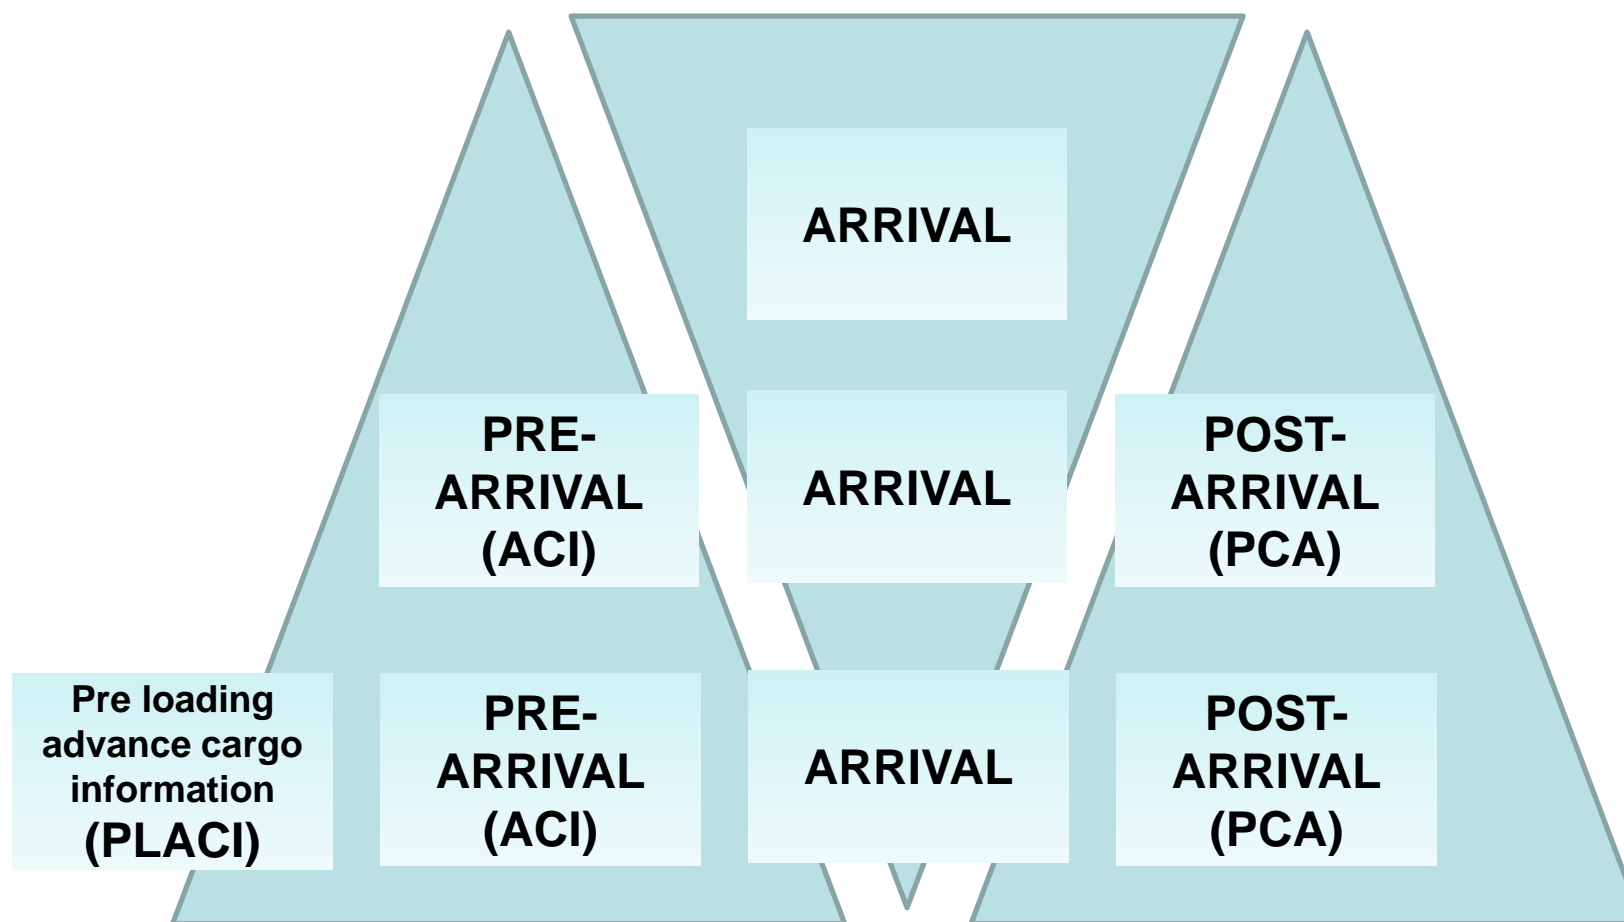 ARRIVAL
PRE-
ARRIVAL
(ACI)
ARRIVAL
POST-
ARRIVAL
(PCA)
Pre loading
advance cargo
information
(PLACI)
PRE-
ARRIVAL
(ACI)
ARRIVAL
POST-
ARRIVAL
(PCA)